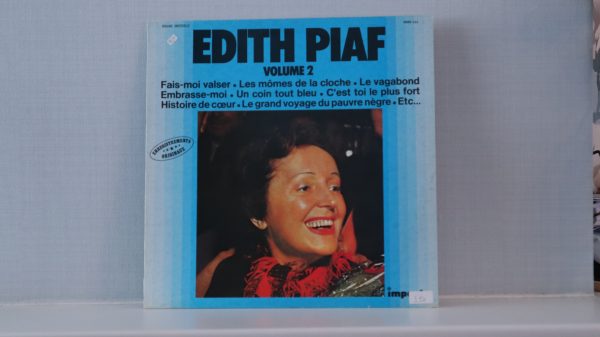 EDITH PIAF
VOLUME 2
Fais-moi valser • Les mômes de la cloche • Le vagabond
Embrasse-moi • Un coin tout bleu • C'est toi le plus fort
Histoire de cœur • Le grand voyage du pauvre nègre • Etc...
ENREGISTREMENTS
ORIGINAUX